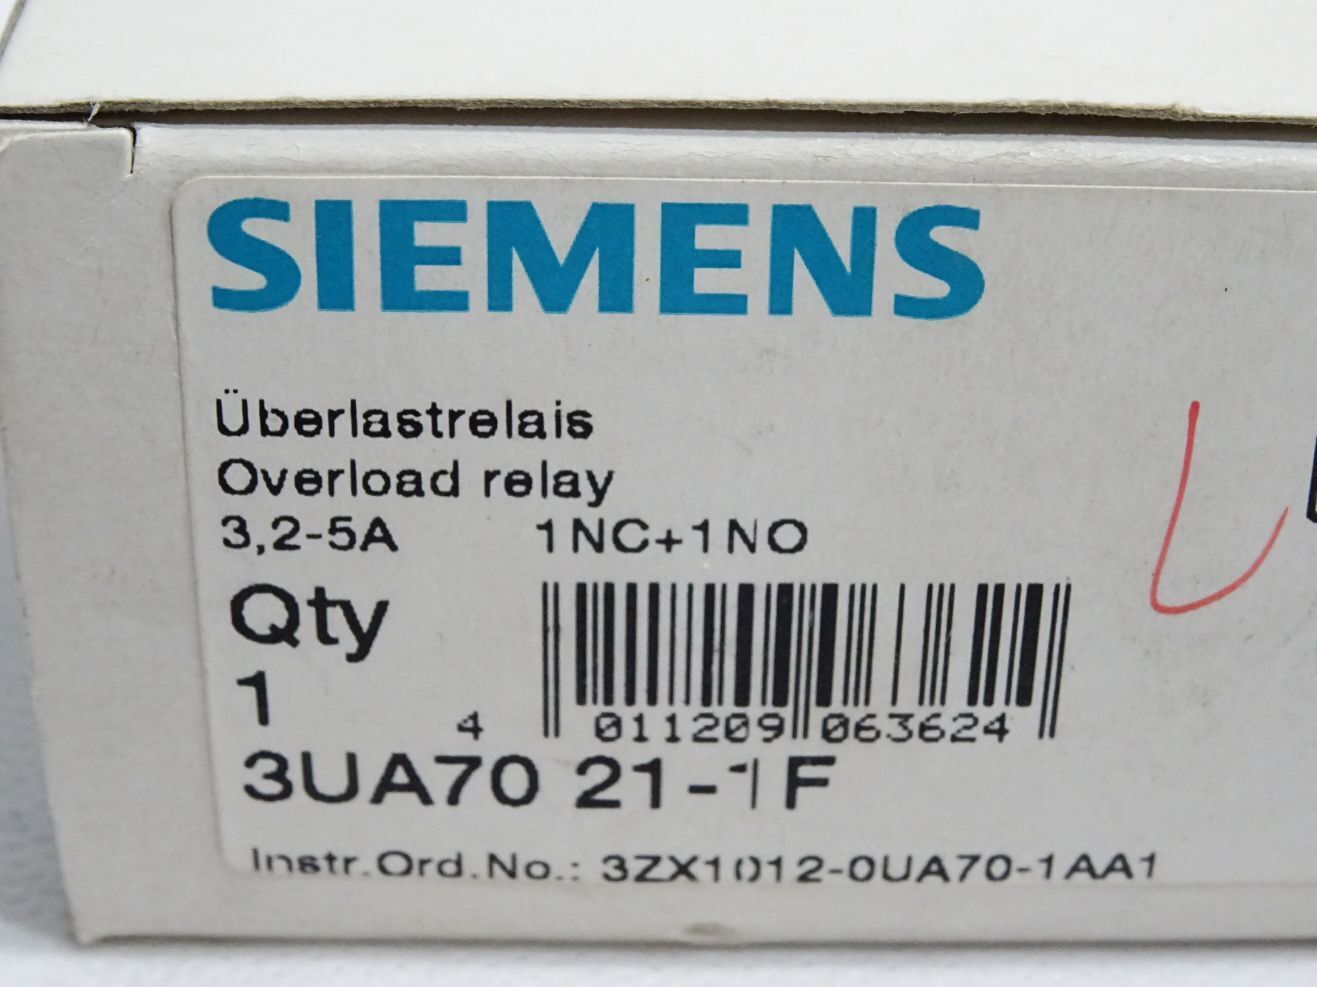 SIEMENS
Überlastrelais
Overload relay
3,2-5A 1NC+1NO
Qty
1
4 011209 063624
3UA70 21-1F
Instr.Ord.No.: 3ZX1012-0UA70-1AA1